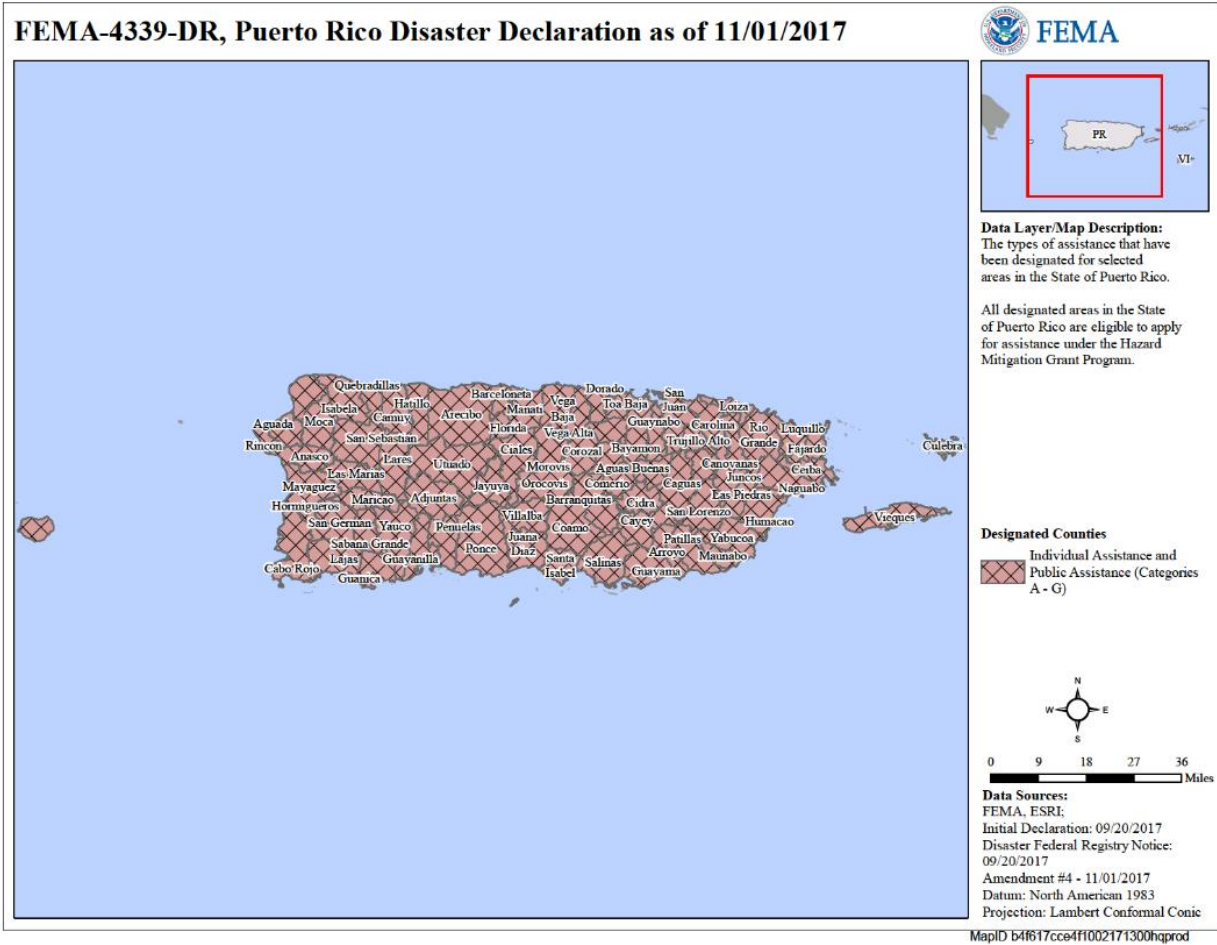 FEMA-4339-DR, Puerto Rico Disaster Declaration as of 11/01/2017
FEMA
PR
VI
Data Layer/Map Description:
The types of assistance that have
been designated for selected
areas in the State of Puerto Rico.
All designated areas in the State
of Puerto Rico are eligible to apply
for assistance under the Hazard
Mitigation Grant Program.
Quebradillas
Isabela
Hatillo
Camuy
Arecibo
Barceloneta
Manati
Vega
Baja
Dorado
Toa Baja
San
Juan
Loiza
Aguada
Moca
Florida
Vega Alta
Guaynabo
Carolina
Rio
Grande
Luquillo
Rincon
San Sebastian
Ciales
Corozal
Bayamon
Trujillo Alto
Fajardo
Culebra
Anasco
Lares
Utuado
Morovis
Aguas Buenas
Canovanas
Ceiba
Las Marias
Jayuya
Orocovis
Comerio
Caguas
Juncos
Naguabo
Mayaguez
Maricao
Adjuntas
Barranquitas
Cidra
Las Piedras
Hormigueros
Villalba
San Lorenzo
Humacao
Vieques
San German
Yauco
Penuelas
Coamo
Cayey
Sabana Grande
Juana
Diaz
Patillas
Yabucoa
Lajas
Guayanilla
Ponce
Santa
Isabel
Salinas
Arroyo
Maunabo
Cabo Rojo
Guanica
Guayama
Designated Counties
Individual Assistance and
Public Assistance (Categories
A - G)
N
W
E
S
0 9 18 27 36
Miles
Data Sources:
FEMA, ESRI;
Initial Declaration: 09/20/2017
Disaster Federal Registry Notice:
09/20/2017
Amendment #4 - 11/01/2017
Datum: North American 1983
Projection: Lambert Conformal Conic
MapID b4f617cce4f1002171300hqprod